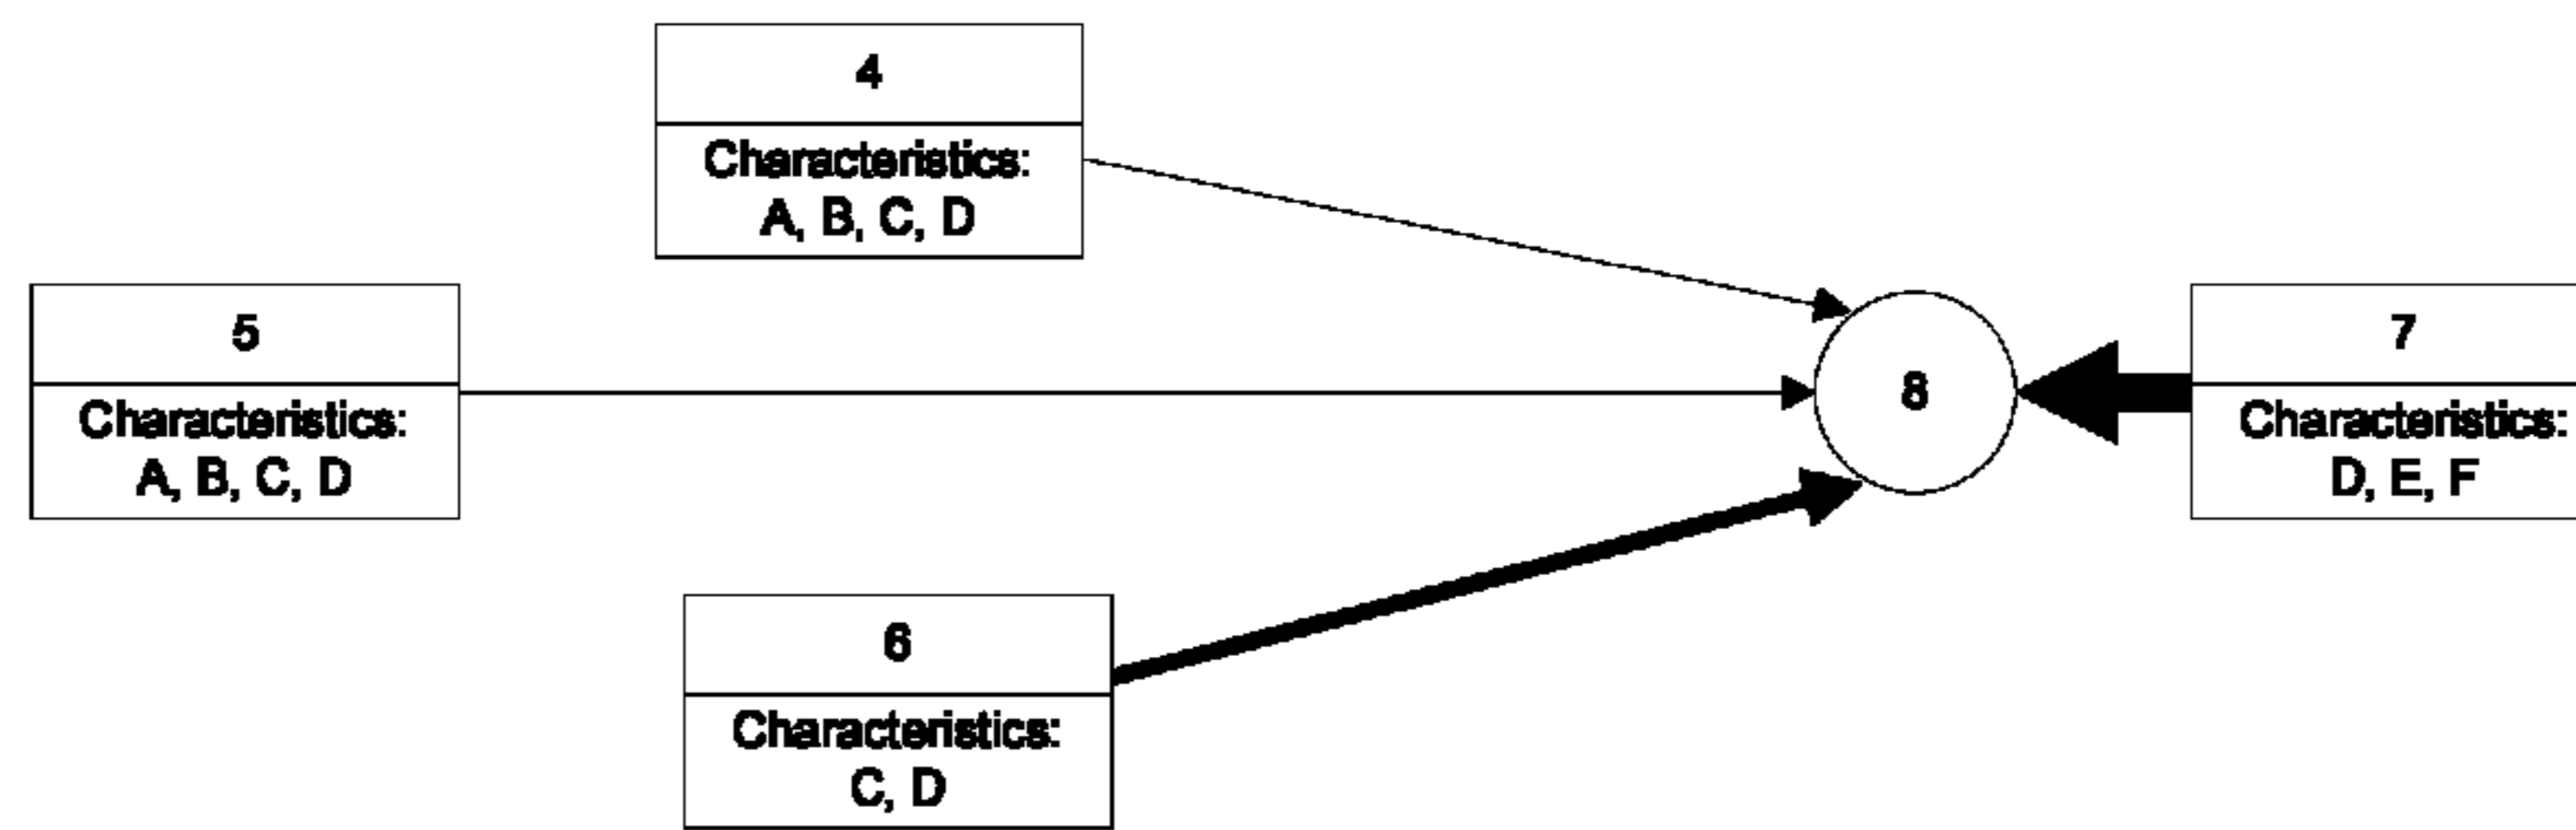 4
Characteristics:
A, B, C, D
5
Characteristics:
A, B, C, D
8
7
Characteristics:
D, E, F
6
Characteristics:
C, D